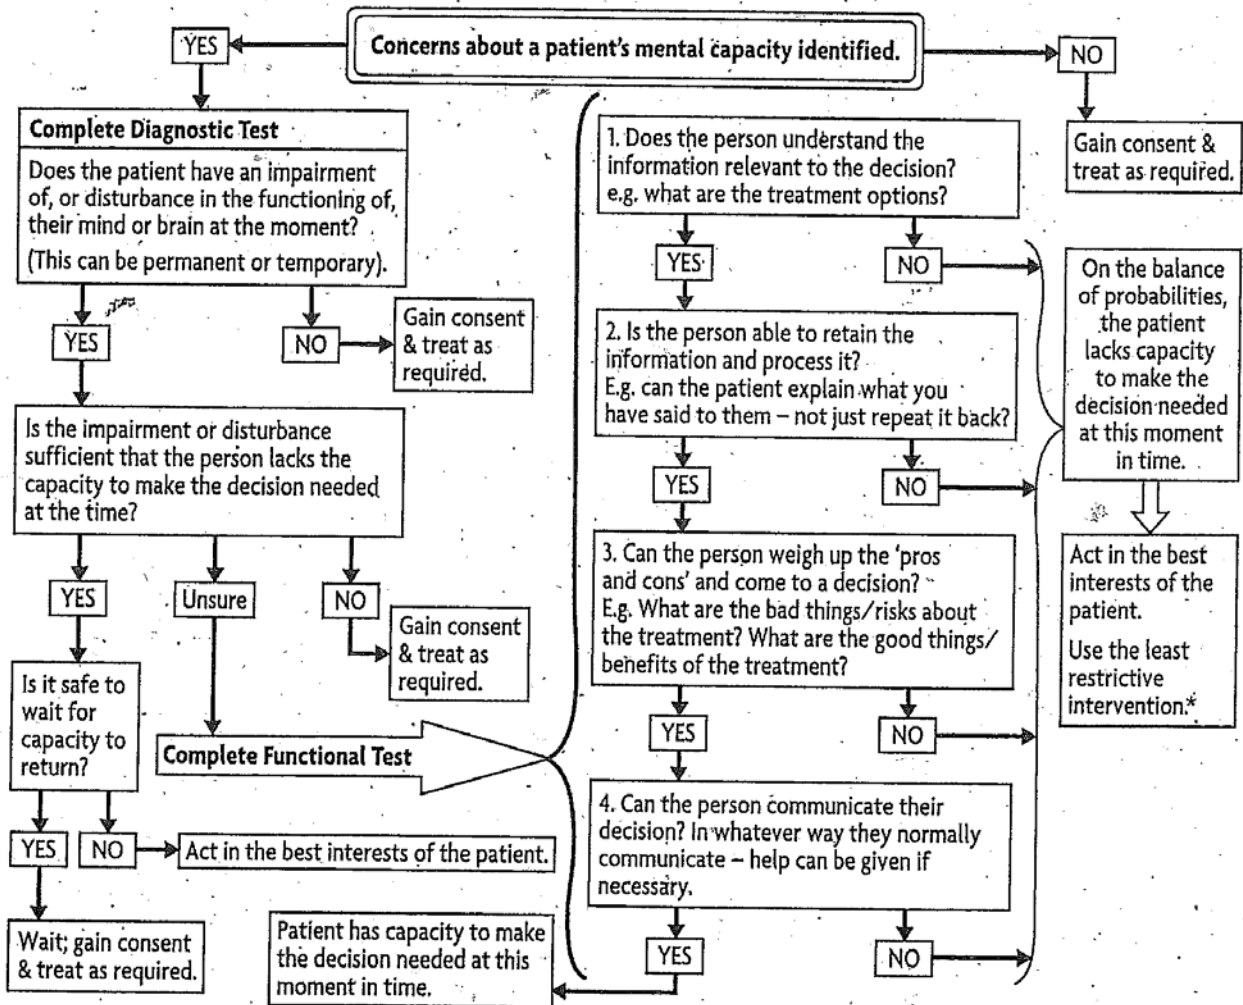 Concerns about a patient's mental capacity identified.
YES
NO
Complete Diagnostic Test
Does the patient have an impairment
of, or disturbance in the functioning of,
their mind or brain at the moment?
(This can be permanent or temporary).
Gain consent &
treat as required.
YES
NO
Gain consent
& treat as
required.
Is the impairment or disturbance
sufficient that the person lacks the
capacity to make the decision needed
at the time?
YES
Unsure
NO
Gain consent
& treat as
required.
Is it safe to
wait for
capacity to
return?
Complete Functional Test
YES
NO
Act in the best interests of the patient.
Wait; gain consent
& treat as required.
1. Does the person understand the
information relevant to the decision?
e.g. what are the treatment options?
YES
NO
2. Is the person able to retain the
information and process it?
E.g. can the patient explain what you
have said to them – not just repeat it back?
YES
NO
3. Can the person weigh up the 'pros
and cons' and come to a decision?
E.g. What are the bad things/risks about
the treatment? What are the good things/
benefits of the treatment?
YES
NO
4. Can the person communicate their
decision? In whatever way they normally
communicate – help can be given if
necessary.
YES
NO
Patient has capacity to make
the decision needed at this
moment in time.
On the balance
of probabilities,
the patient
lacks capacity
to make the
decision needed
at this moment
in time.
Act in the best
interests of the
patient.
Use the least
restrictive
intervention.*